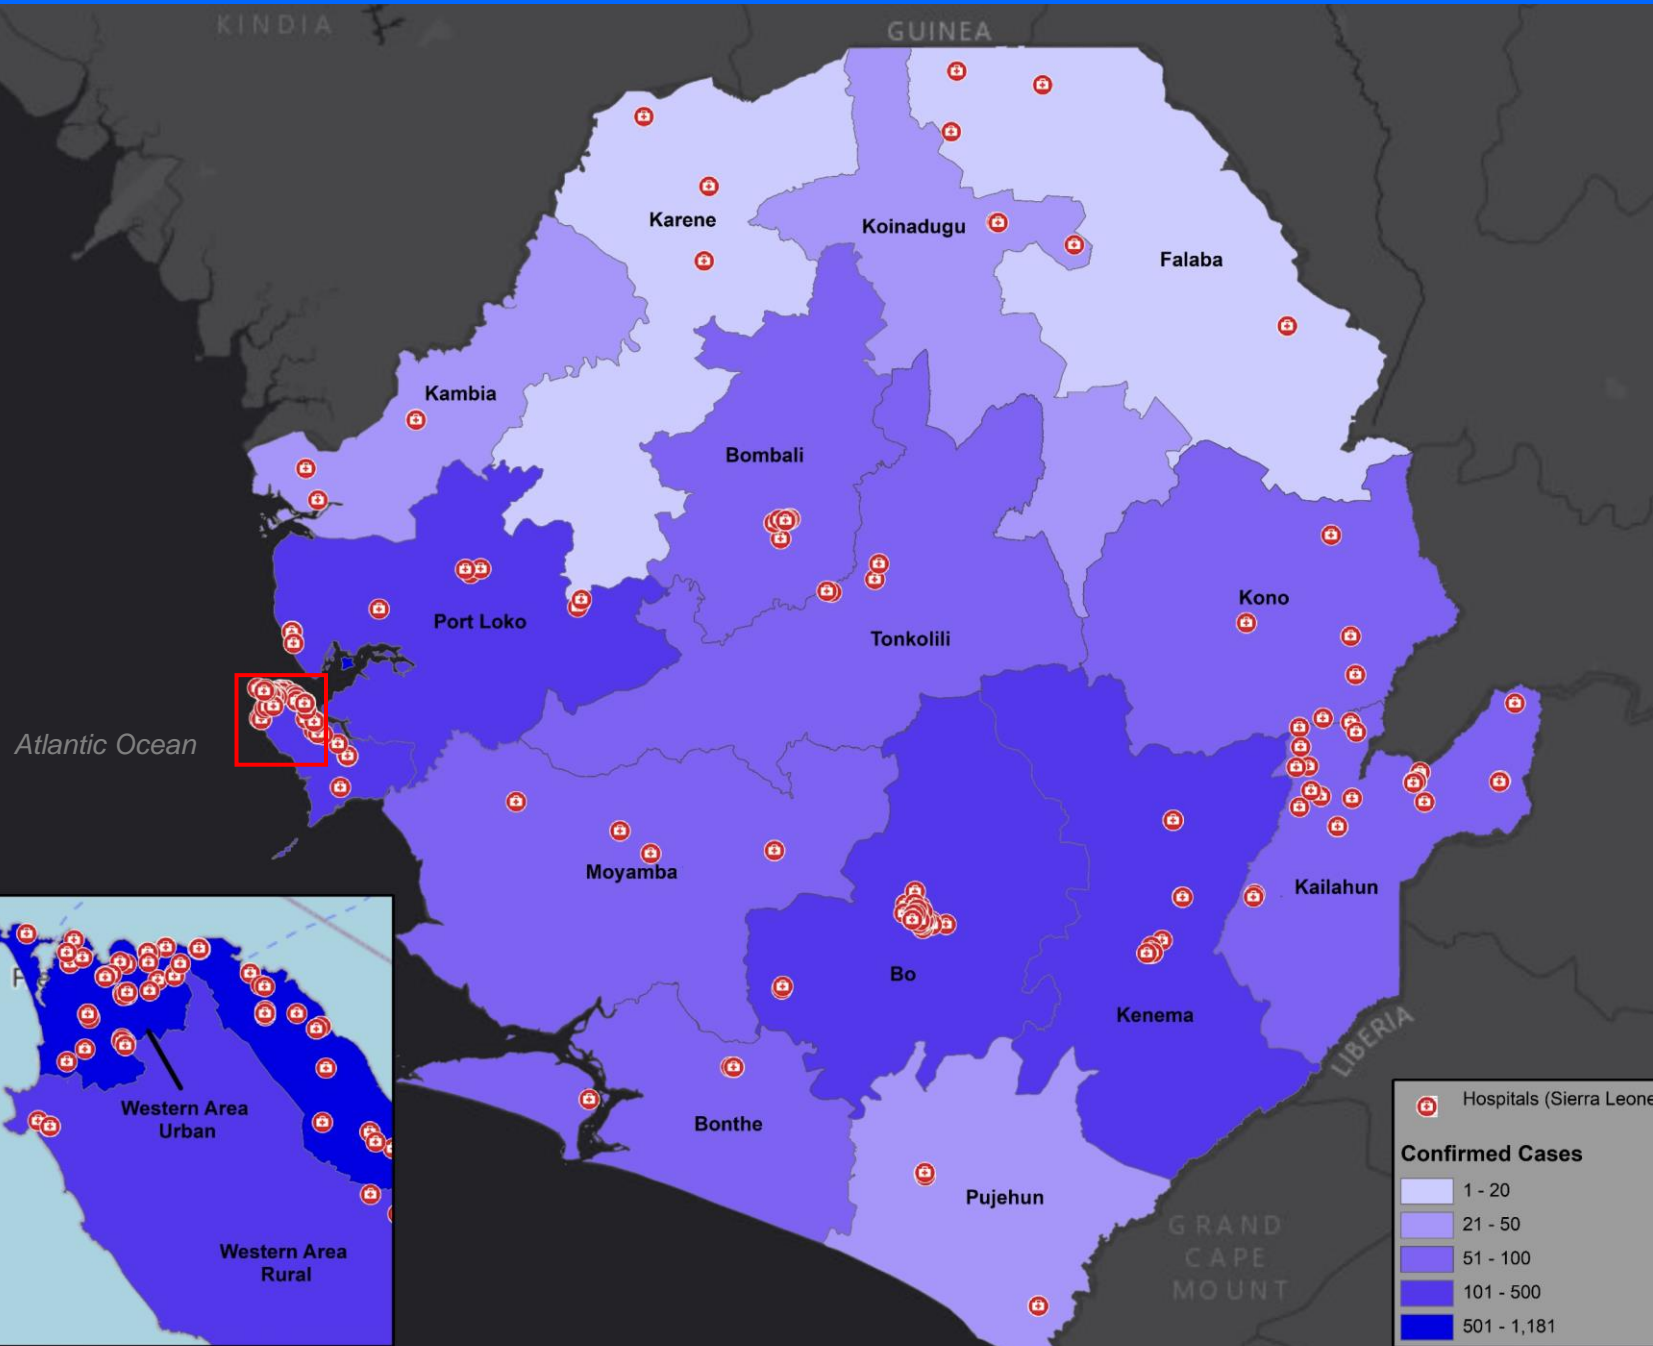 KINDIA
GUINEA
Karene
Koinadugu
Falaba
Kambia
Bombali
Kono
Port Loko
Tonkolili
Atlantic Ocean
Moyamba
Kailahun
Bo
Kenema
LIBERIA
Western Area
Urban
Bonthe
Pujehun
Western Area
Rural
GRAND
CAPE
MOUNT
Hospitals (Sierra Leone
Confirmed Cases
1 - 20
21 - 50
51 - 100
101 - 500
501 - 1,181